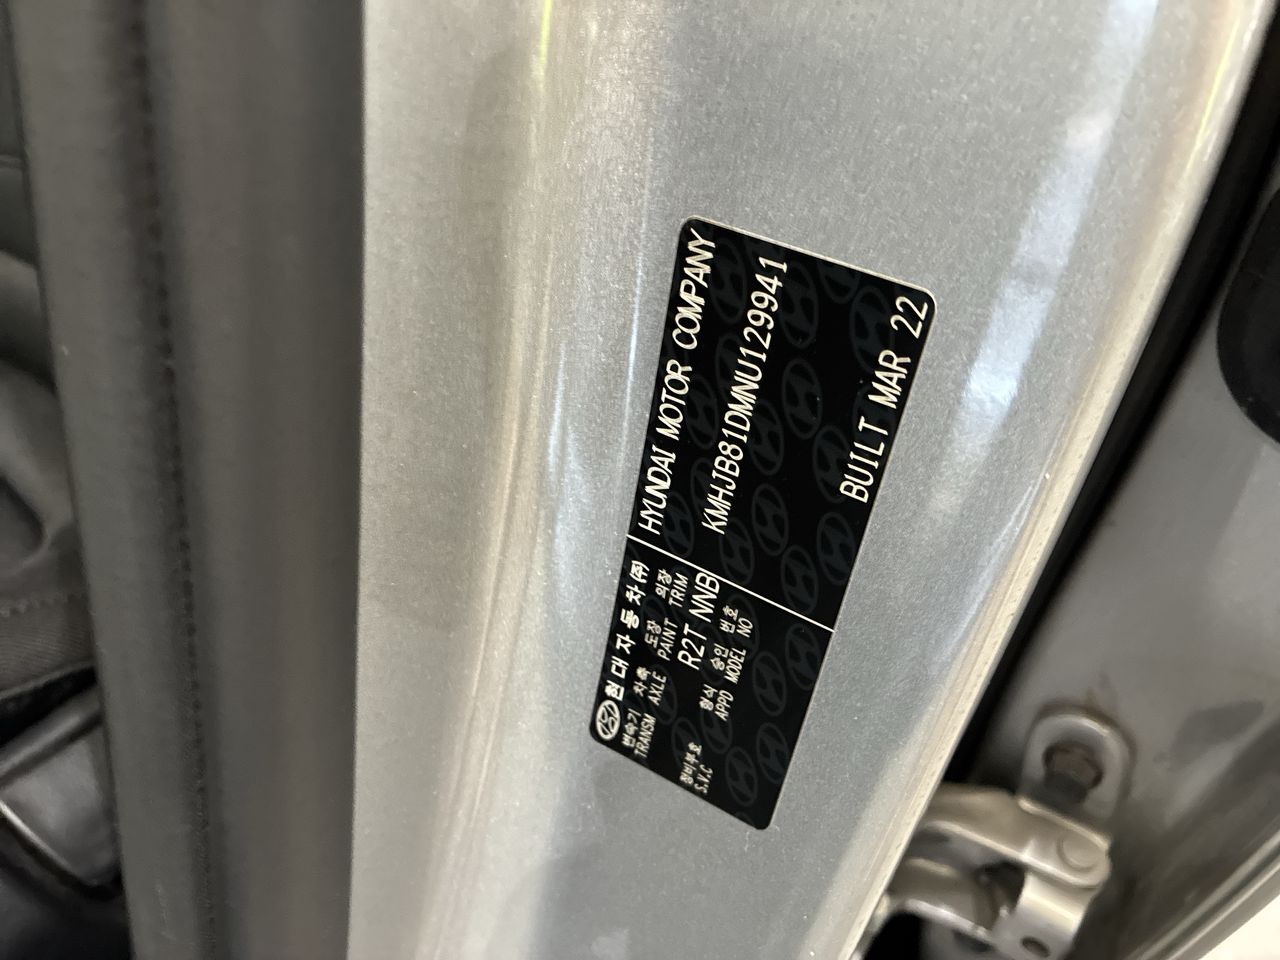 현대자동차(주)
HYUNDAI MOTOR COMPANY
변속기 차축 도장 외장
TRANSM AXLE PAINT TRIM
R2T NNB
KMHJB81DMNU129941
형식 승인 번호
APPD MODEL NO
장비부호
S.V.C
BUILT MAR 22